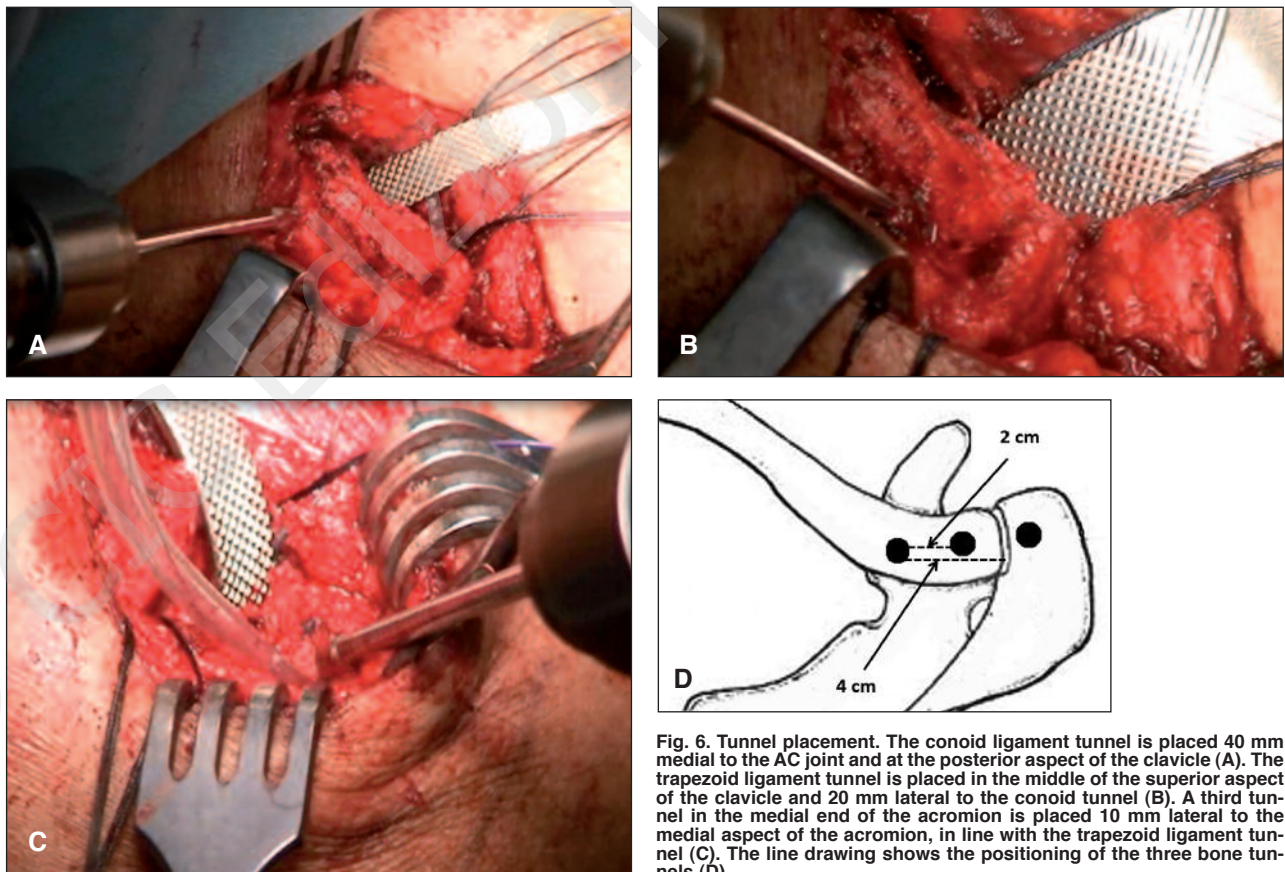 A
B
C
D
2 cm
4 cm
Fig. 6. Tunnel placement. The conoid ligament tunnel is placed 40 mm
medial to the AC joint and at the posterior aspect of the clavicle (A). The
trapezoid ligament tunnel is placed in the middle of the superior aspect
of the clavicle and 20 mm lateral to the conoid tunnel (B). A third tun-
nel in the medial end of the acromion is placed 10 mm lateral to the
medial aspect of the acromion, in line with the trapezoid ligament tun-
nel (C). The line drawing shows the positioning of the three bone tun-
nels (D).